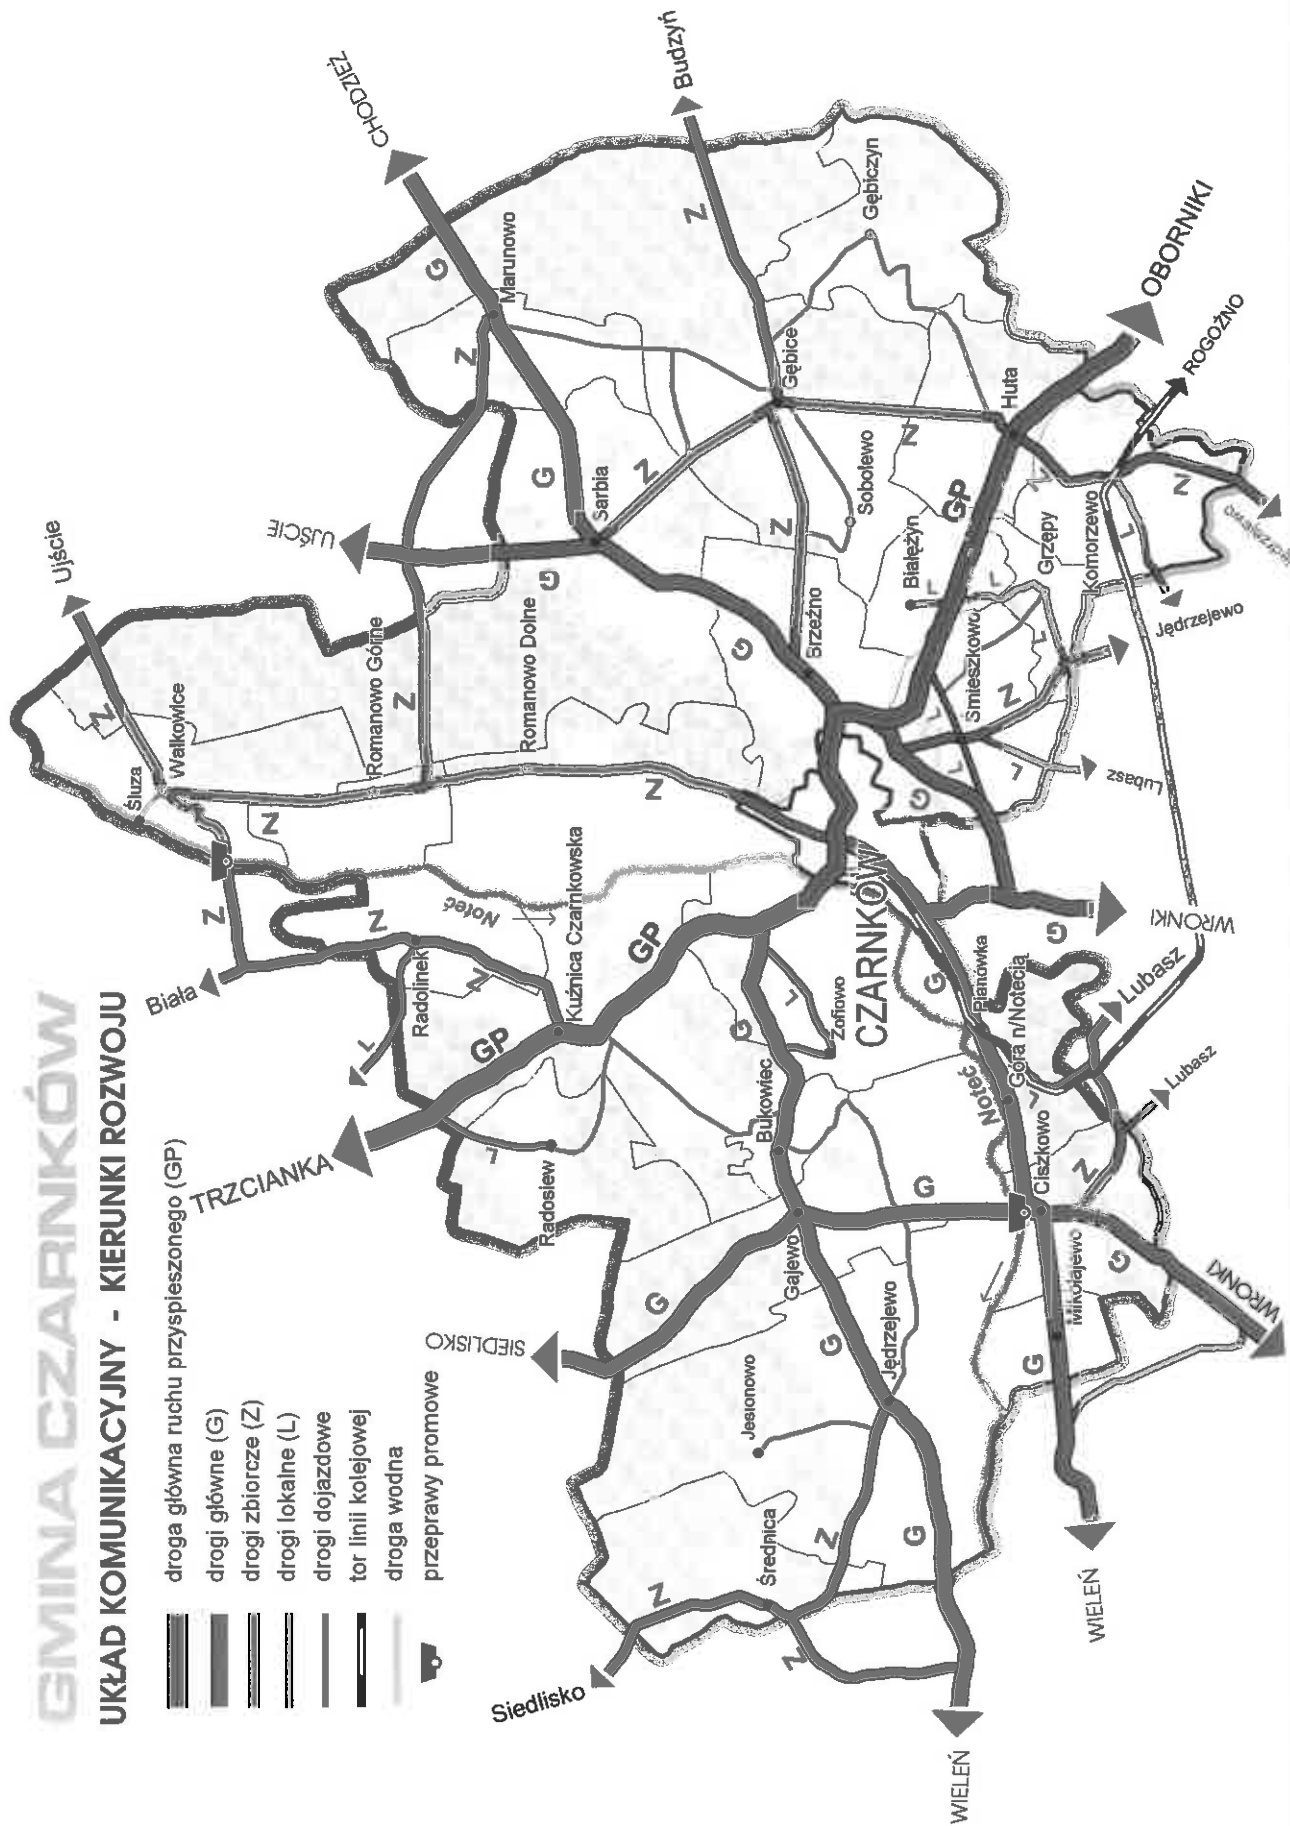 GMINA CZARNKÓW
UKŁAD KOMUNIKACYJNY - KIERUNKI ROZWOJU
droga główna ruchu przyspieszonego (GP)
drogi główne (G)
drogi zbiorcze (Z)
drogi lokalne (L)
drogi dojazdowe
tor linii kolejowej
droga wodna
przeprawy promowe
Ujście
Z
Śluza
Walkowice
Z
Biała
Z
Z
Radolinek
L
Z
Noteć
Romanowo Górne
Z
Romanowo Dolne
Z
UJŚCIE
G
CHODZIEŻ
G
Marunowo
Z
G
Sarbia
Z
Budzyń
Z
Gębice
Gębiczyn
Z
Brzeźno
G
Sobolewo
Z
Huta
OBORNIKI
ROGOŹNO
GP
Białężyn
L
L
Grzępy
L
Komorzewo
Z
L
Jędrzejewo
Śmieszkowo
L
Z
L
L
L
Lubasz
G
TRZCIANKA
GP
Kuźnica Czarnkowska
GP
Radosiew
L
Bukowiec
G
L
Zofiowo
CZARNKÓW
WRONKI
G
G
Pianówka
Noteć
Góra n/Notecią
L
Lubasz
Lubasz
Z
Ciszkowo
G
Gajewo
G
SIEDLISKO
G
Jędrzejewo
Mikołajewo
G
WRONKI
G
Jesionowo
Średnica
Z
G
Z
Z
Siedlisko
WIELEŃ
WIELEŃ